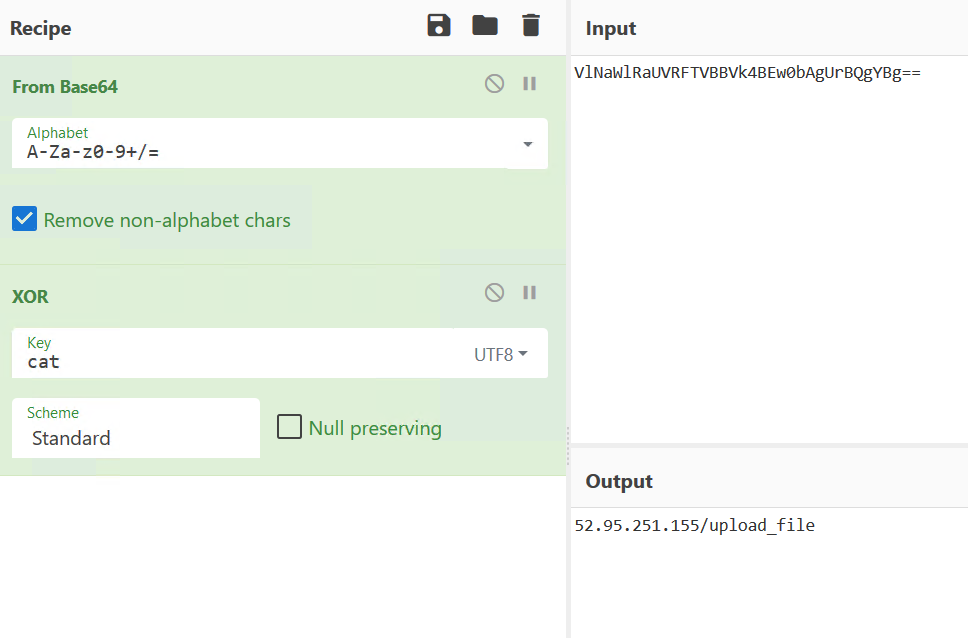 Recipe
From Base64
Alphabet
A-Za-z0-9+/=
Remove non-alphabet chars
XOR
Key
cat
UTF8
Scheme
Standard
Null preserving
Input
VlNaWlRaUVRFTVBBVk4BEw0bAgUrBQgYBg==
Output
52.95.251.155/upload_file